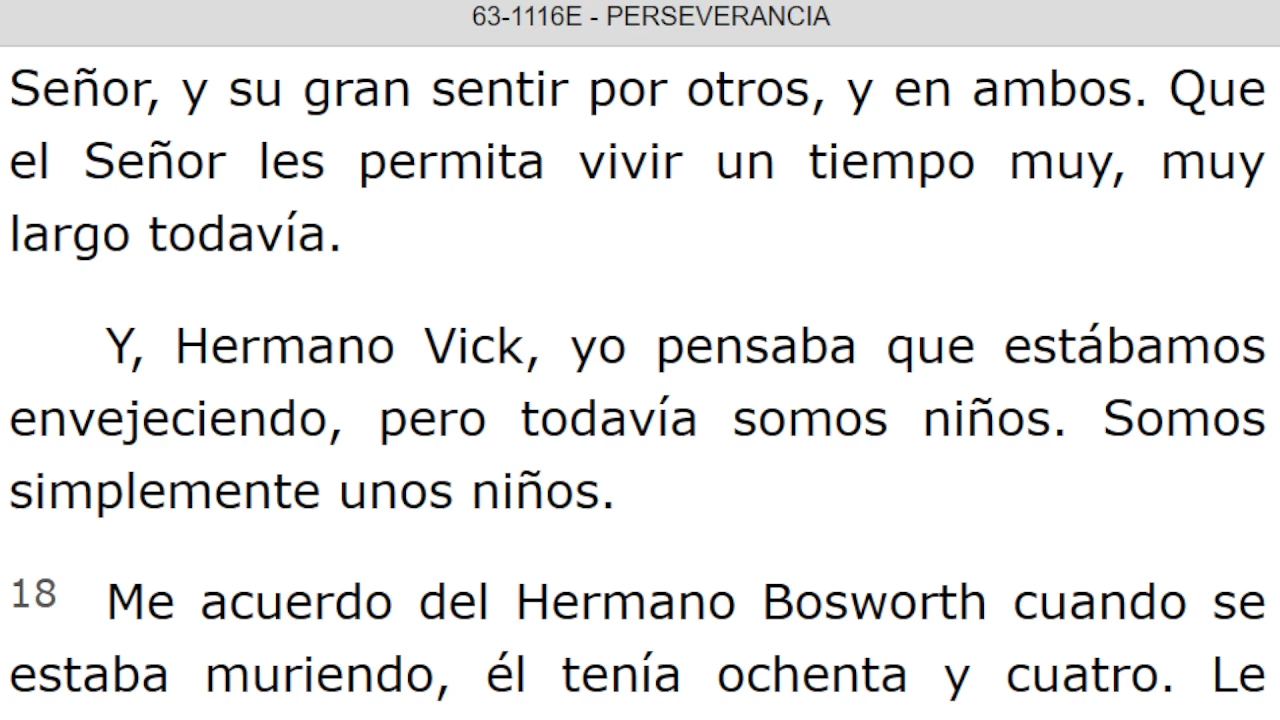 63-1116E - PERSEVERANCIA
Señor, y su gran sentir por otros, y en ambos. Que
el Señor les permita vivir un tiempo muy, muy
largo todavía.
Y, Hermano Vick, yo pensaba que estábamos
envejeciendo, pero todavía somos niños. Somos
simplemente unos niños.
18 Me acuerdo del Hermano Bosworth cuando se
estaba muriendo, él tenía ochenta y cuatro. Le